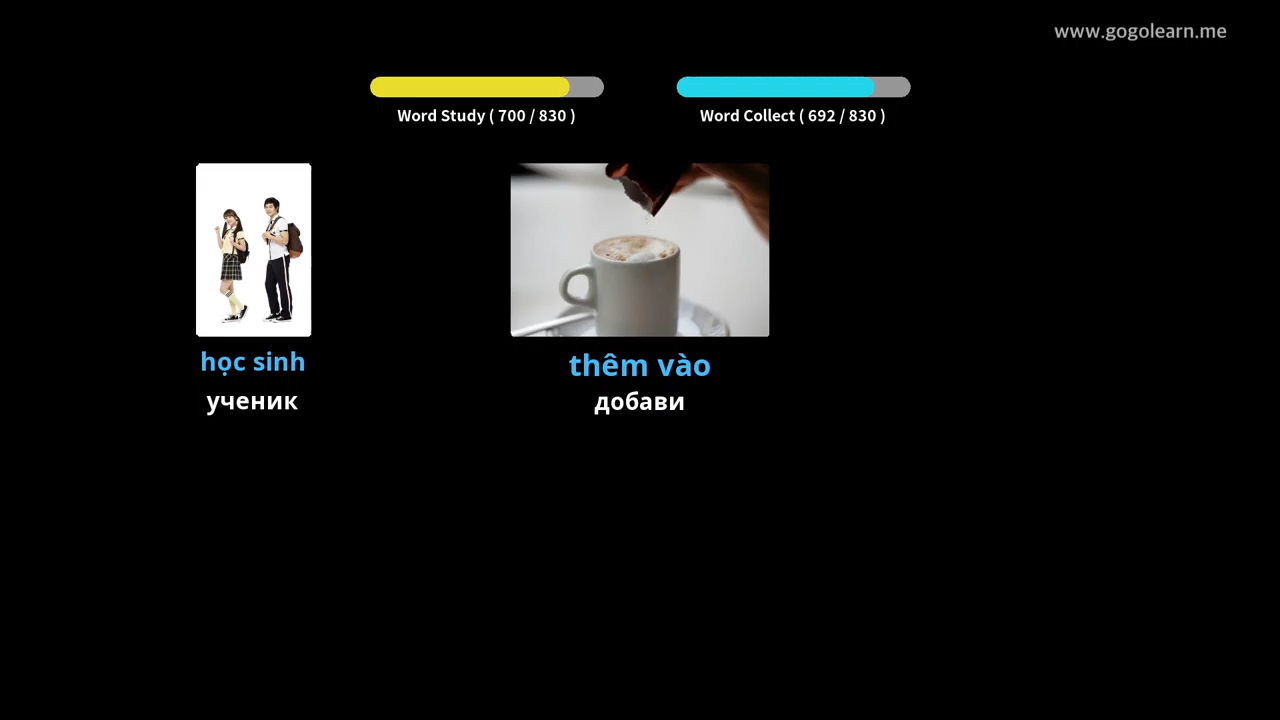 www.gogolearn.me
Word Study ( 700 / 830 )
Word Collect ( 692 / 830 )
học sinh
ученик
thêm vào
добави